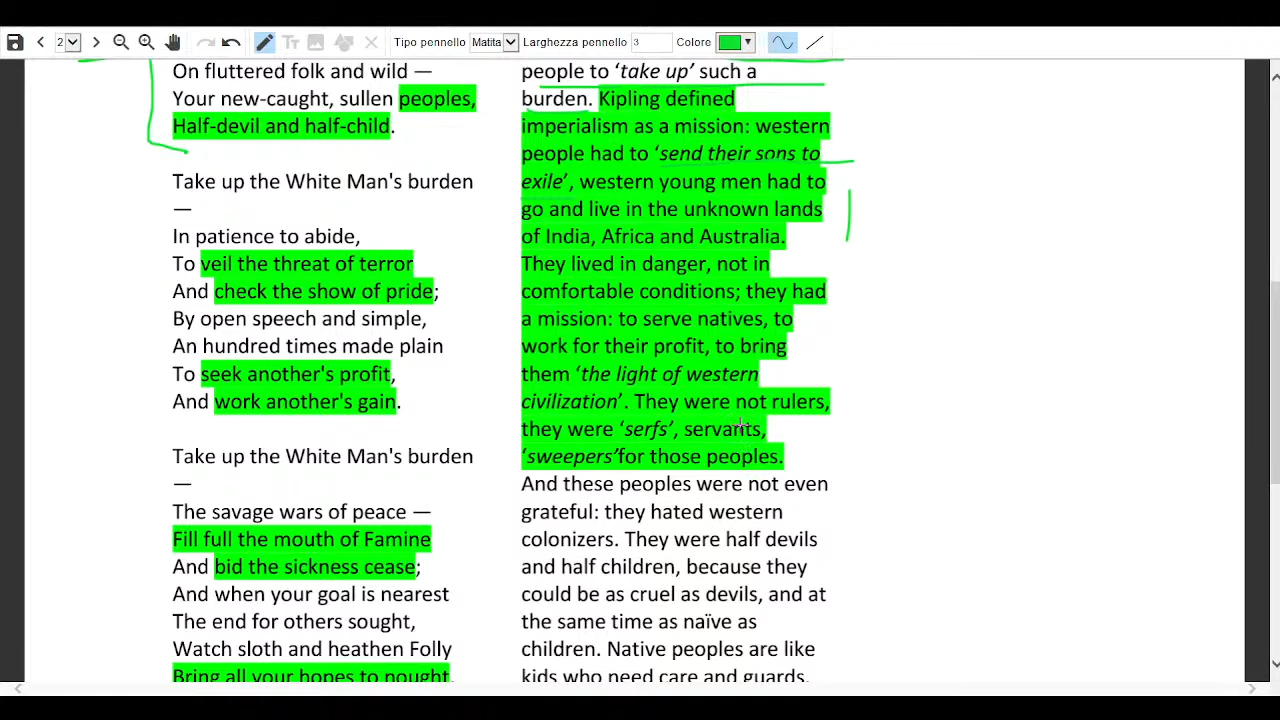 2
Tipo pennello
Matita
Larghezza pennello
3
Colore
On fluttered folk and wild —
Your new-caught, sullen peoples,
Half-devil and half-child.
Take up the White Man's burden
—
In patience to abide,
To veil the threat of terror
And check the show of pride;
By open speech and simple,
An hundred times made plain
To seek another's profit,
And work another's gain.
Take up the White Man's burden
—
The savage wars of peace —
Fill full the mouth of Famine
And bid the sickness cease;
And when your goal is nearest
The end for others sought,
Watch sloth and heathen Folly
Bring all your hopes to nought.
people to ‘take up’ such a
burden. Kipling defined
imperialism as a mission: western
people had to ‘send their sons to
exile’, western young men had to
go and live in the unknown lands
of India, Africa and Australia.
They lived in danger, not in
comfortable conditions; they had
a mission: to serve natives, to
work for their profit, to bring
them ‘the light of western
civilization’. They were not rulers,
they were ‘serfs’, servants,
‘sweepers’for those peoples.
And these peoples were not even
grateful: they hated western
colonizers. They were half devils
and half children, because they
could be as cruel as devils, and at
the same time as naïve as
children. Native peoples are like
kids who need care and guards.